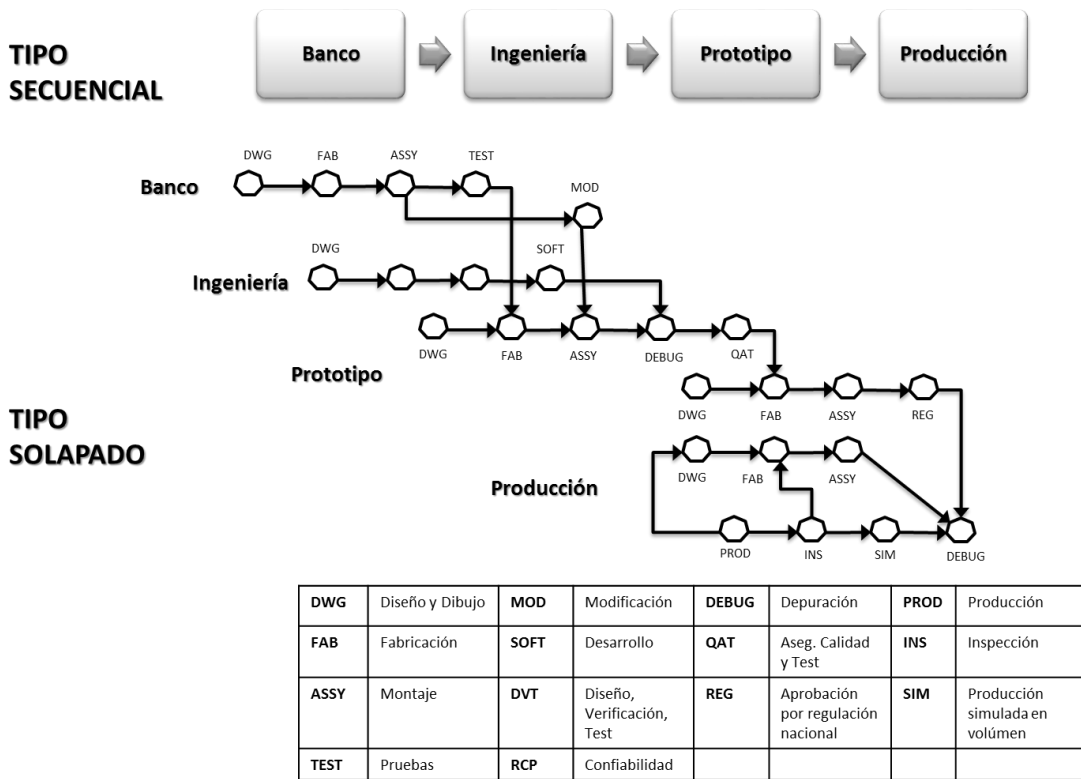 TIPO
SECUENCIAL
Banco
Ingeniería
Prototipo
Producción
DWG
FAB
ASSY
TEST
Banco
MOD
DWG
SOFT
Ingeniería
DWG
FAB
ASSY
DEBUG
QAT
Prototipo
DWG
FAB
ASSY
REG
TIPO
SOLAPADO
DWG
FAB
ASSY
Producción
PROD
INS
SIM
DEBUG
DWG Diseño y Dibujo MOD Modificación DEBUG Depuración PROD Producción
FAB Fabricación SOFT Desarrollo QAT Aseg. Calidad INS Inspección
y Test
ASSY Montaje DVT Diseño, REG Aprobación SIM Producción
Verificación, por regulación simulada en
Test nacional volúmen
TEST Pruebas RCP Confiabilidad